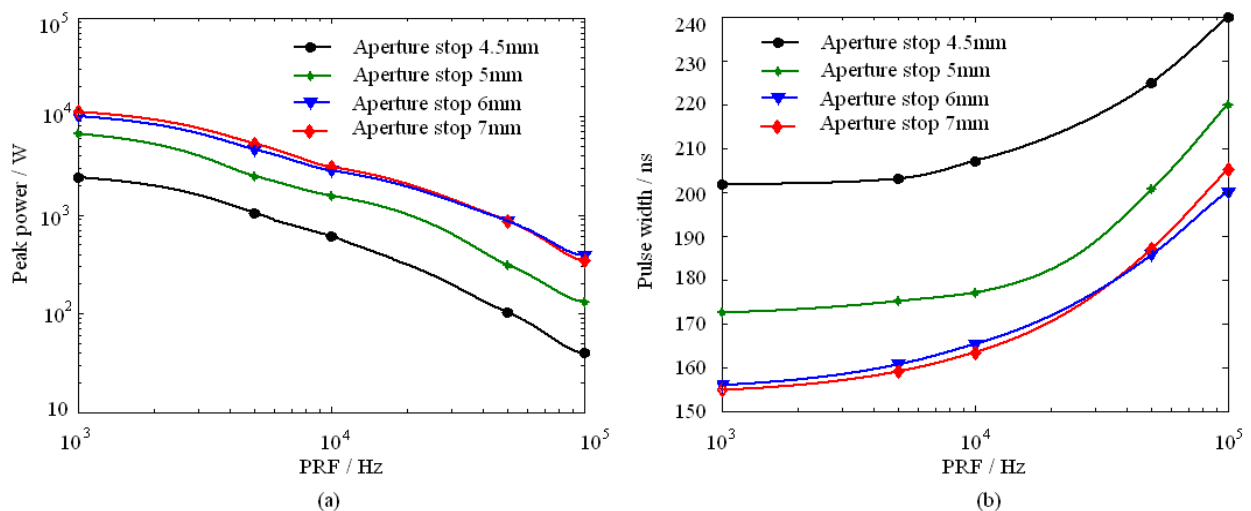 10^5
10^4
10^3
10^2
10
Peak power / W
Aperture stop 4.5mm
Aperture stop 5mm
Aperture stop 6mm
Aperture stop 7mm
10^3
10^4
10^5
PRF / Hz
(a)
240
230
220
210
200
190
180
170
160
150
Pulse width / ns
Aperture stop 4.5mm
Aperture stop 5mm
Aperture stop 6mm
Aperture stop 7mm
10^3
10^4
10^5
PRF / Hz
(b)